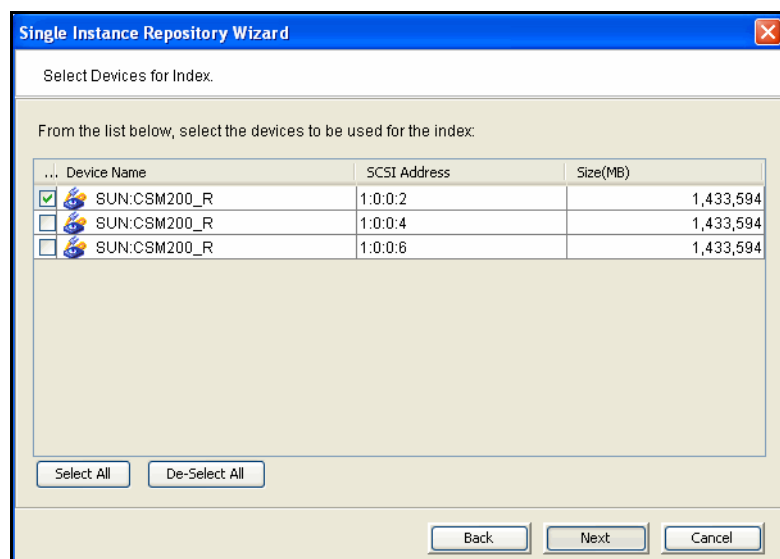 Single Instance Repository Wizard
Select Devices for Index.
From the list below, select the devices to be used for the index:
... Device Name SCSI Address Size(MB)
SUN:CSM200_R 1:0:0:2 1,433,594
SUN:CSM200_R 1:0:0:4 1,433,594
SUN:CSM200_R 1:0:0:6 1,433,594
Select All De-Select All
Back Next Cancel